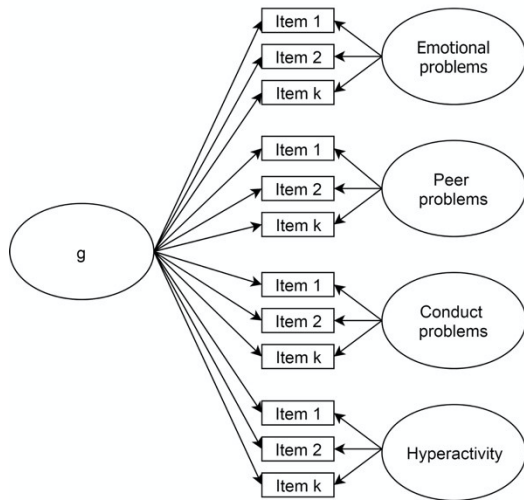 Item 1
Item 2
Item k
Emotional
problems
Item 1
Item 2
Item k
Peer
problems
g
Item 1
Item 2
Item k
Conduct
problems
Item 1
Item 2
Item k
Hyperactivity